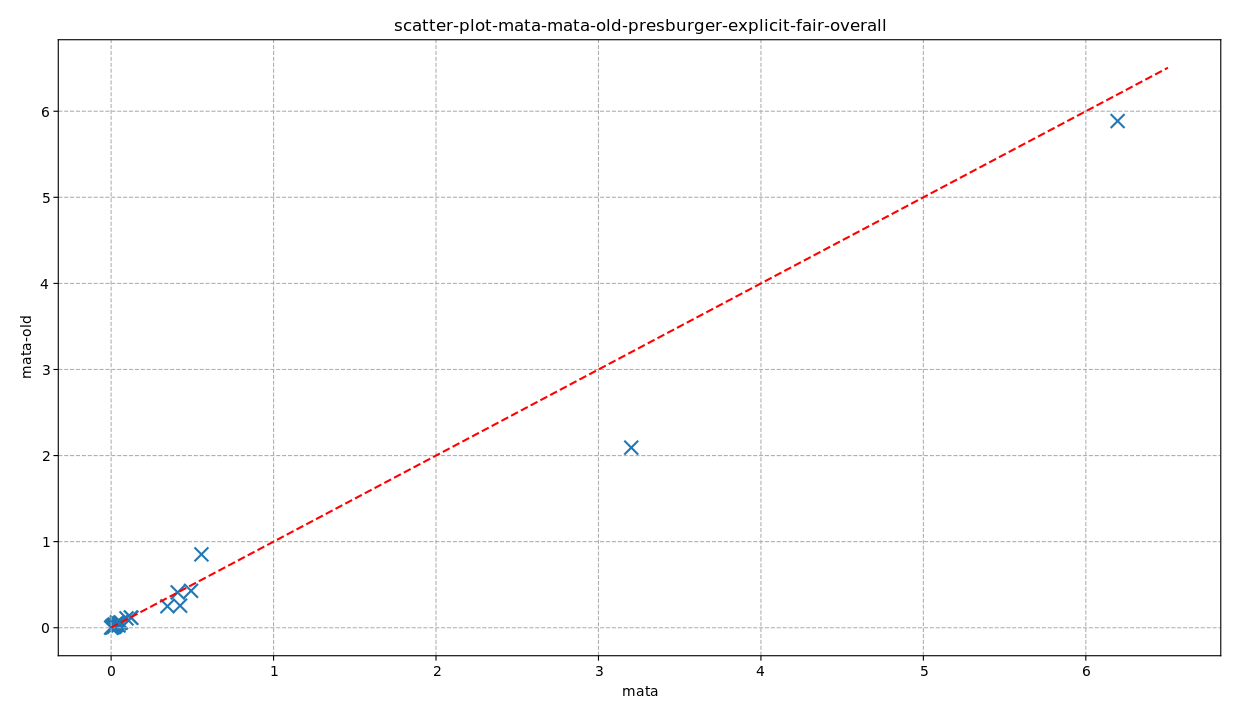 scatter-plot-mata-mata-old-presburger-explicit-fair-overall
6
5
4
3
2
1
0
mata-old
0 1 2 3 4 5 6
mata